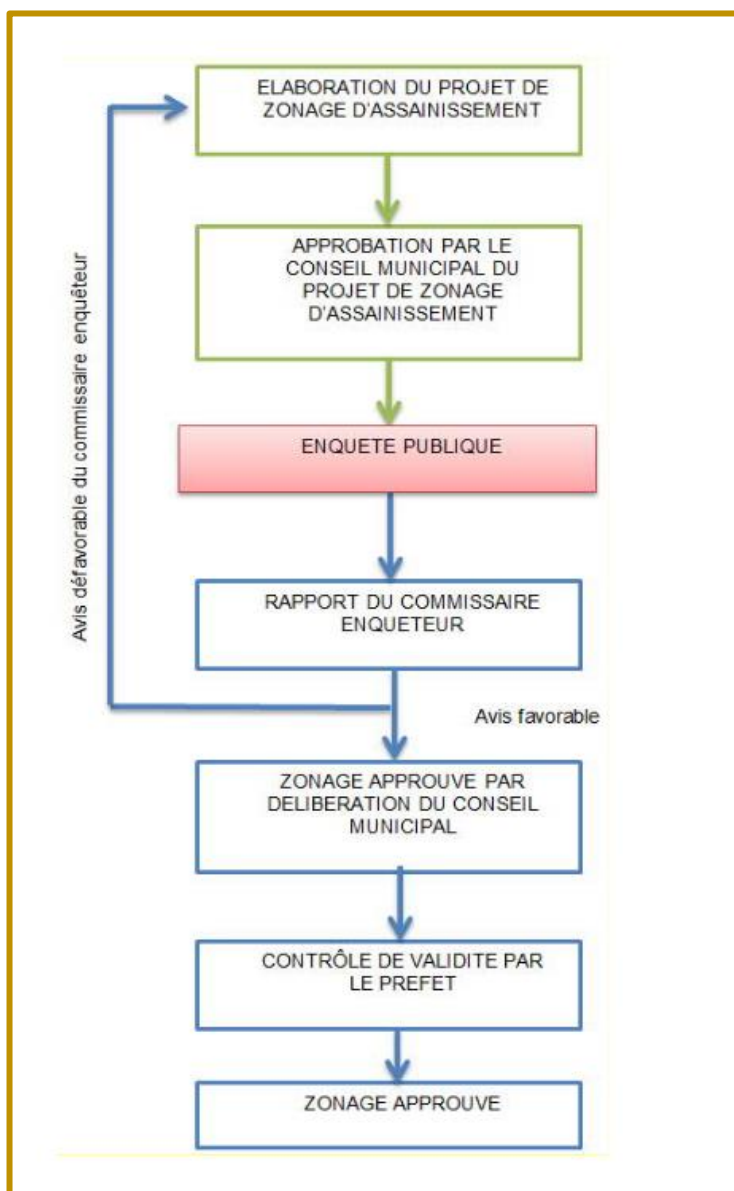 ELABORATION DU PROJET DE
ZONAGE D'ASSAINISSEMENT
APPROBATION PAR LE
CONSEIL MUNICIPAL DU
PROJET DE ZONAGE
D'ASSAINISSEMENT
Avis défavorable du commissaire enquêteur
ENQUETE PUBLIQUE
RAPPORT DU COMMISSAIRE
ENQUETEUR
Avis favorable
ZONAGE APPROUVE PAR
DELIBERATION DU CONSEIL
MUNICIPAL
CONTRÔLE DE VALIDITE PAR
LE PREFET
ZONAGE APPROUVE